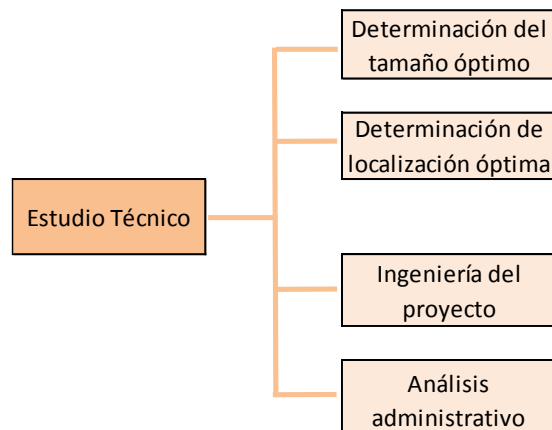 Estudio Técnico
Determinación del
tamaño óptimo
Determinación de
localización óptima
Ingeniería del
proyecto
Análisis
administrativo